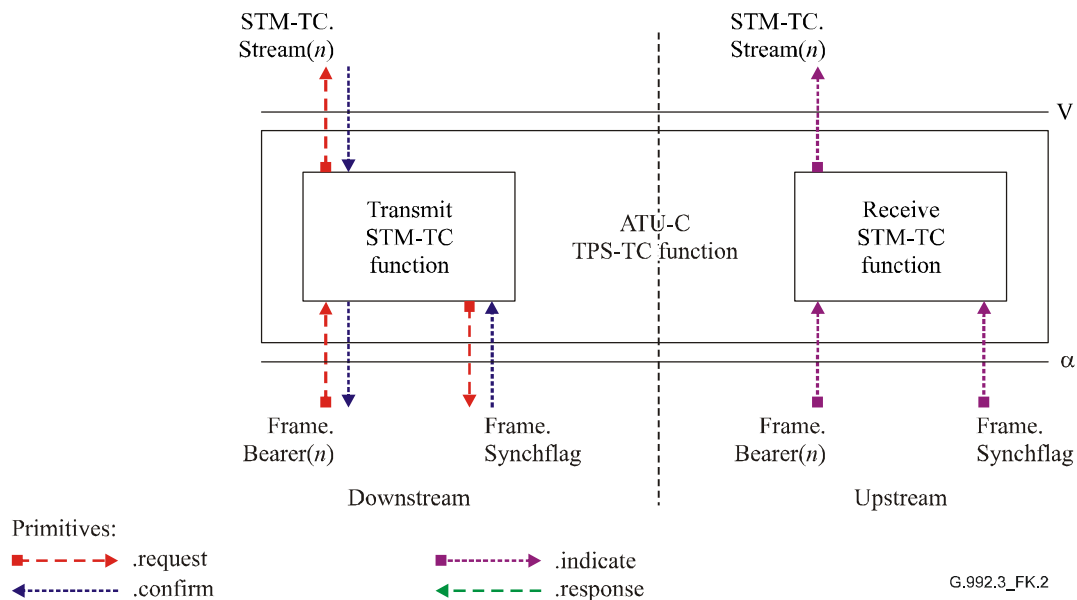 STM-TC.
Stream(n)
STM-TC.
Stream(n)
V
Transmit
STM-TC
function
ATU-C
TPS-TC function
Receive
STM-TC
function
α
Frame.
Bearer(n)
Frame.
Synchflag
Frame.
Bearer(n)
Frame.
Synchflag
Downstream
Upstream
Primitives:
.request
.indicate
.confirm
.response
G.992.3_FK.2